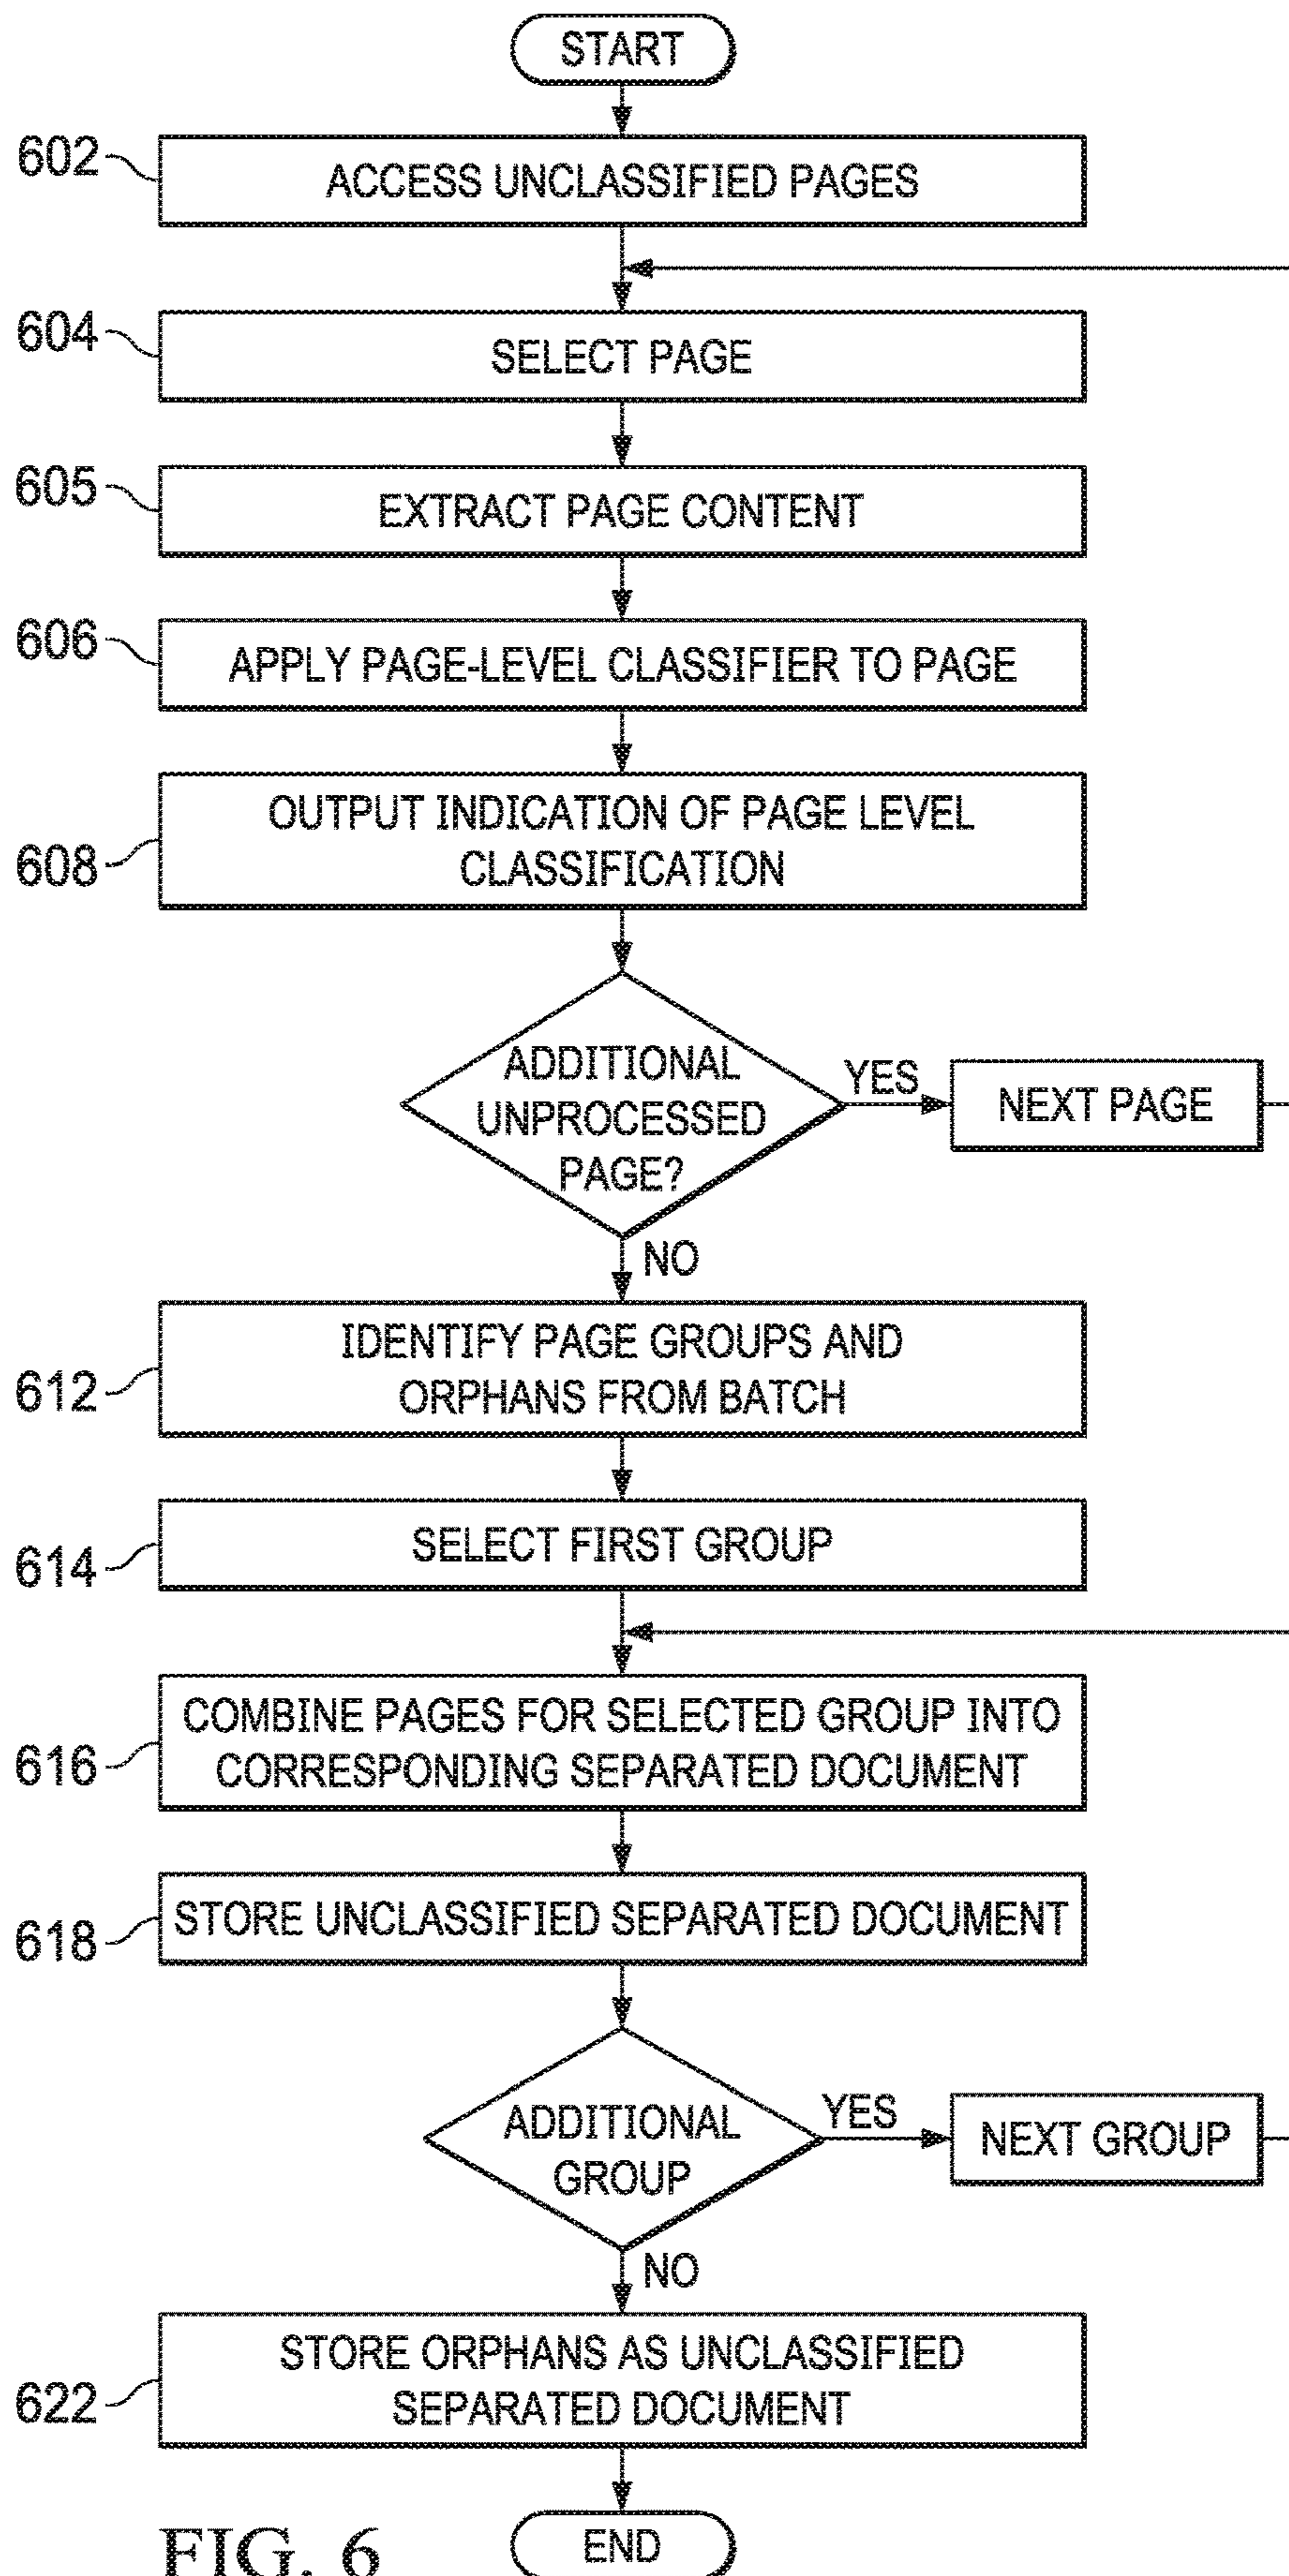 START
602
ACCESS UNCLASSIFIED PAGES
604
SELECT PAGE
605
EXTRACT PAGE CONTENT
606
APPLY PAGE-LEVEL CLASSIFIER TO PAGE
608
OUTPUT INDICATION OF PAGE LEVEL
CLASSIFICATION
ADDITIONAL
UNPROCESSED
PAGE?
YES
NEXT PAGE
NO
612
IDENTIFY PAGE GROUPS AND
ORPHANS FROM BATCH
614
SELECT FIRST GROUP
616
COMBINE PAGES FOR SELECTED GROUP INTO
CORRESPONDING SEPARATED DOCUMENT
618
STORE UNCLASSIFIED SEPARATED DOCUMENT
ADDITIONAL
GROUP
YES
NEXT GROUP
NO
622
STORE ORPHANS AS UNCLASSIFIED
SEPARATED DOCUMENT
END
FIG. 6